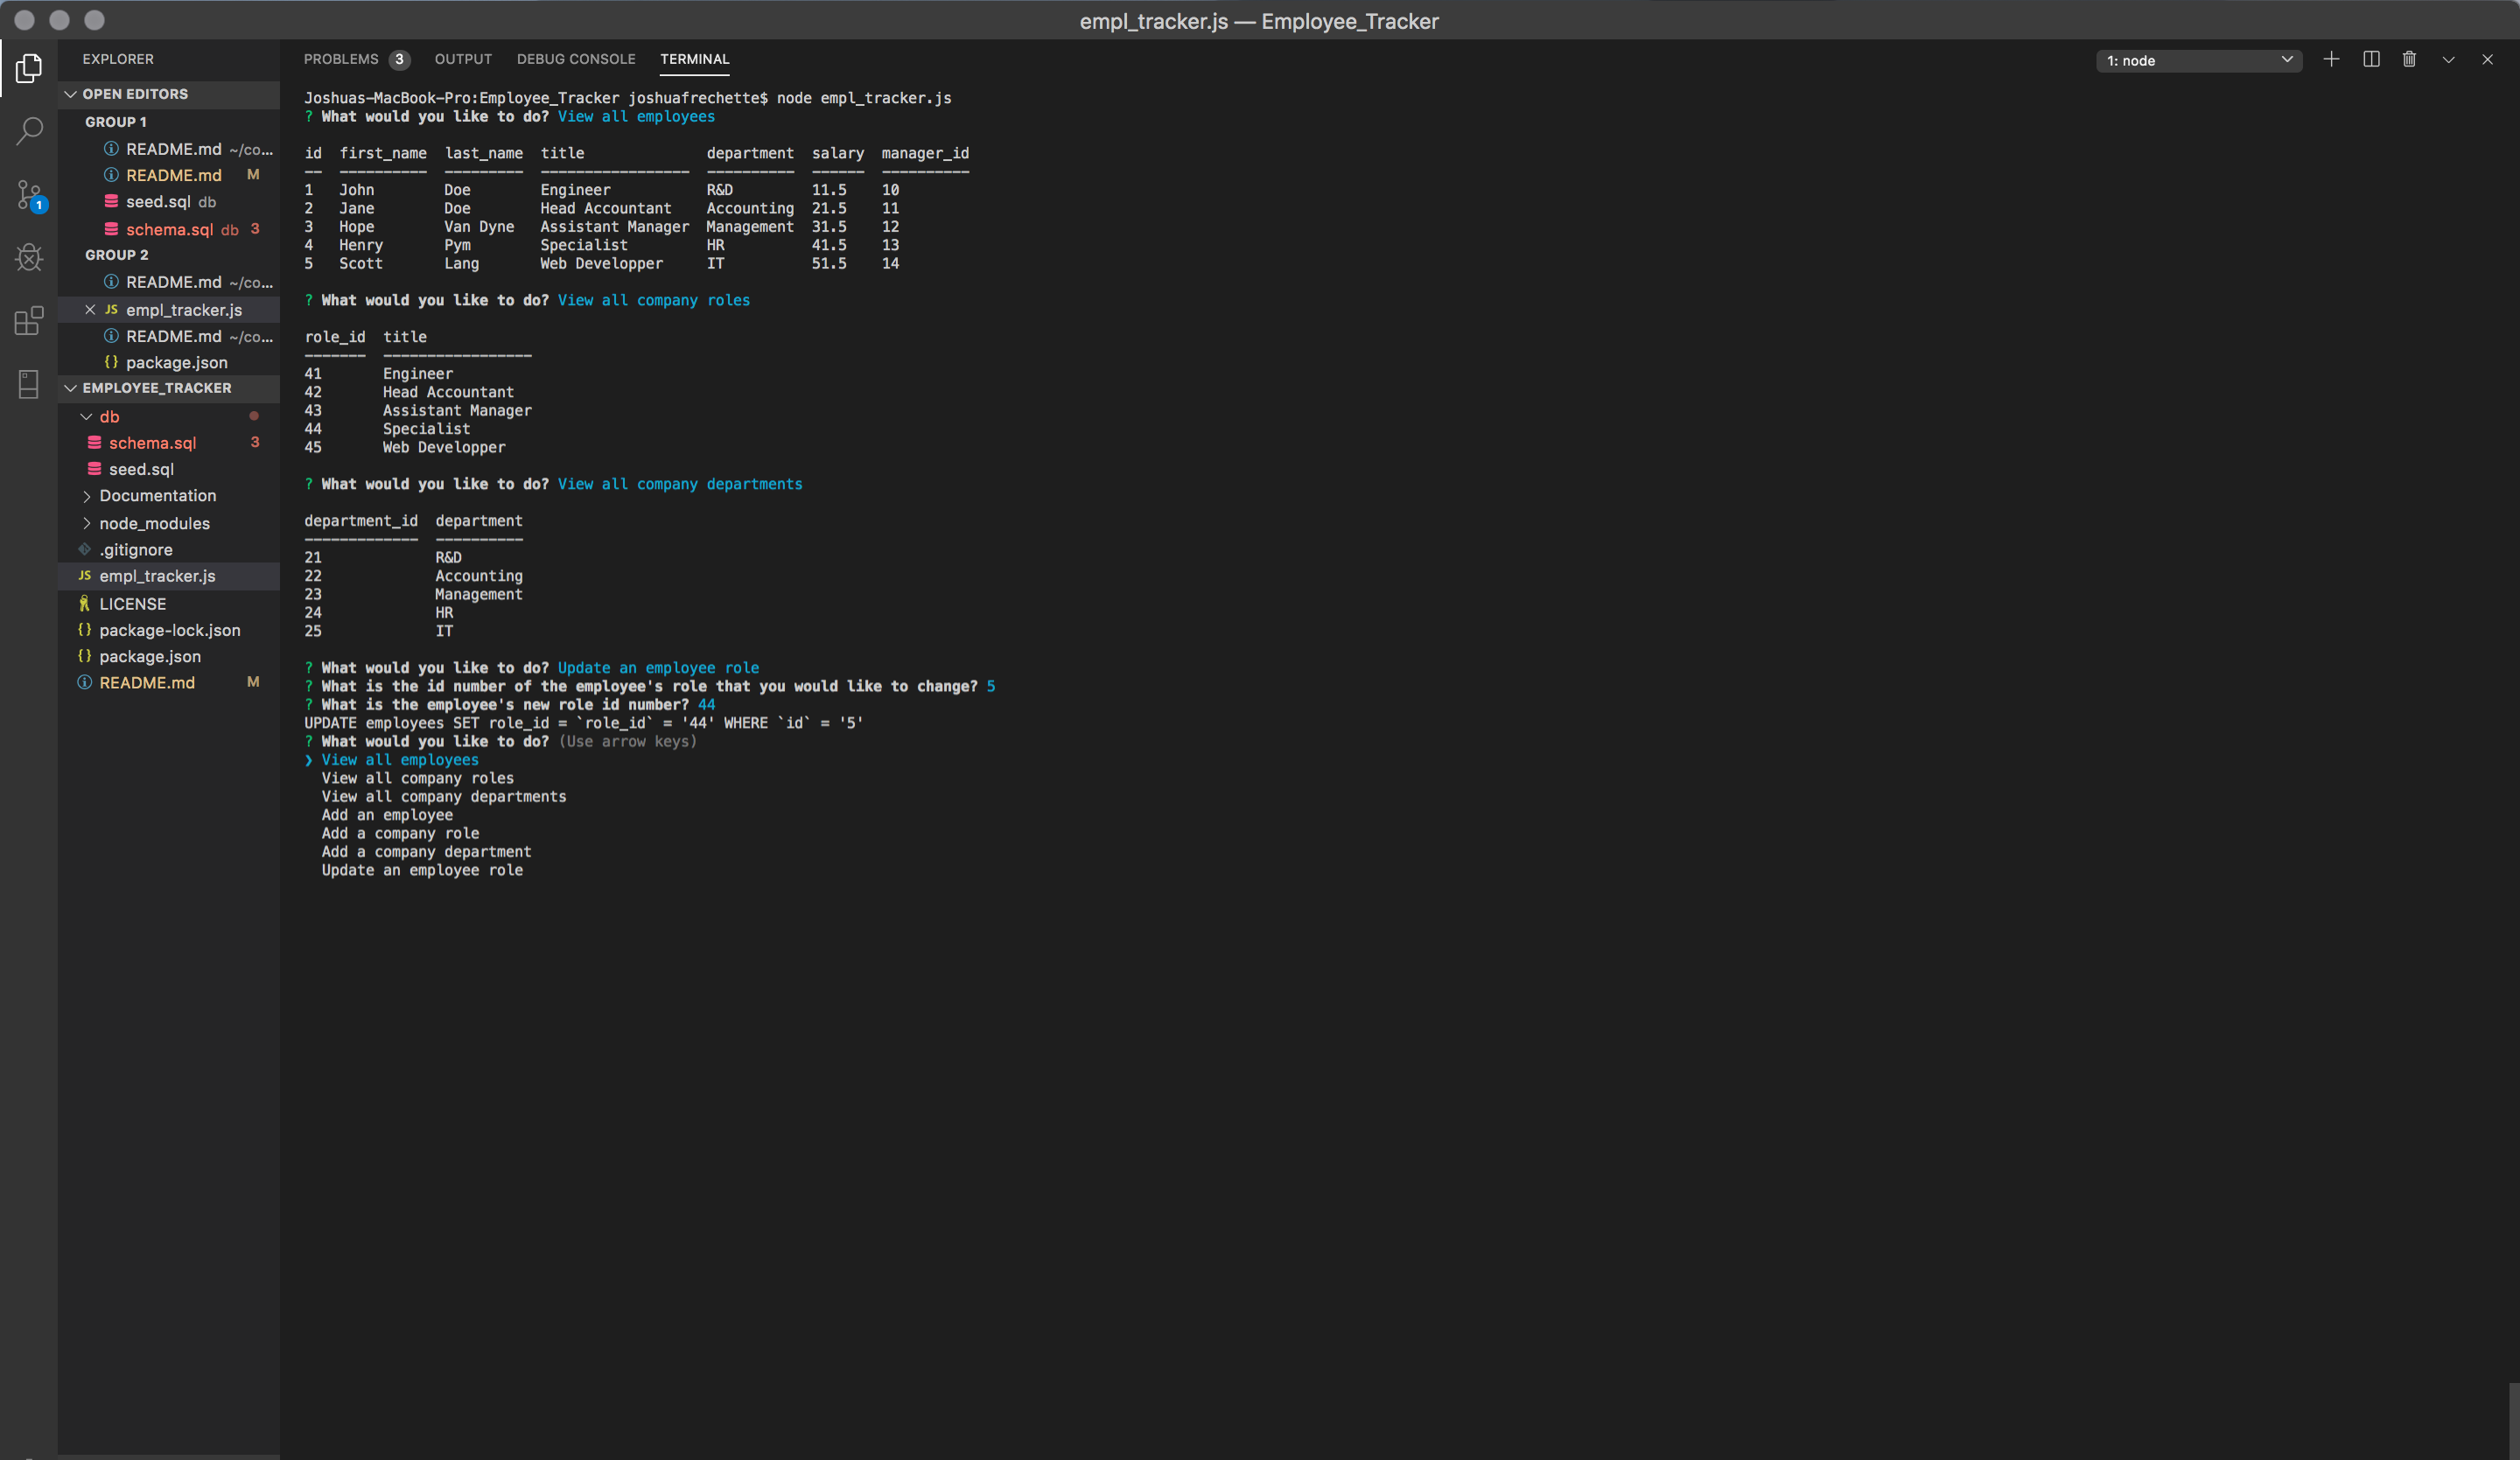 empl_tracker.js — Employee_Tracker
EXPLORER
OPEN EDITORS
GROUP 1
README.md ~/co...
README.md M
seed.sql db
schema.sql db 3
GROUP 2
README.md ~/co...
JS empl_tracker.js
README.md ~/co...
{} package.json
EMPLOYEE_TRACKER
db
schema.sql 3
seed.sql
Documentation
node_modules
.gitignore
JS empl_tracker.js
LICENSE
{} package-lock.json
{} package.json
README.md M
1
PROBLEMS 3 OUTPUT DEBUG CONSOLE TERMINAL
1: node
Joshuas-MacBook-Pro:Employee_Tracker joshuafrechette$ node empl_tracker.js
? What would you like to do? View all employees
id first_name last_name title department salary manager_id
-- ---------- --------- ----------------- ---------- ------ ----------
1 John Doe Engineer R&D 11.5 10
2 Jane Doe Head Accountant Accounting 21.5 11
3 Hope Van Dyne Assistant Manager Management 31.5 12
4 Henry Pym Specialist HR 41.5 13
5 Scott Lang Web Developper IT 51.5 14
? What would you like to do? View all company roles
role_id title
------- -----------------
41 Engineer
42 Head Accountant
43 Assistant Manager
44 Specialist
45 Web Developper
? What would you like to do? View all company departments
department_id department
------------- ----------
21 R&D
22 Accounting
23 Management
24 HR
25 IT
? What would you like to do? Update an employee role
? What is the id number of the employee's role that you would like to change? 5
? What is the employee's new role id number? 44
UPDATE employees SET role_id = `role_id` = '44' WHERE `id` = '5'
? What would you like to do? (Use arrow keys)
❯ View all employees
View all company roles
View all company departments
Add an employee
Add a company role
Add a company department
Update an employee role